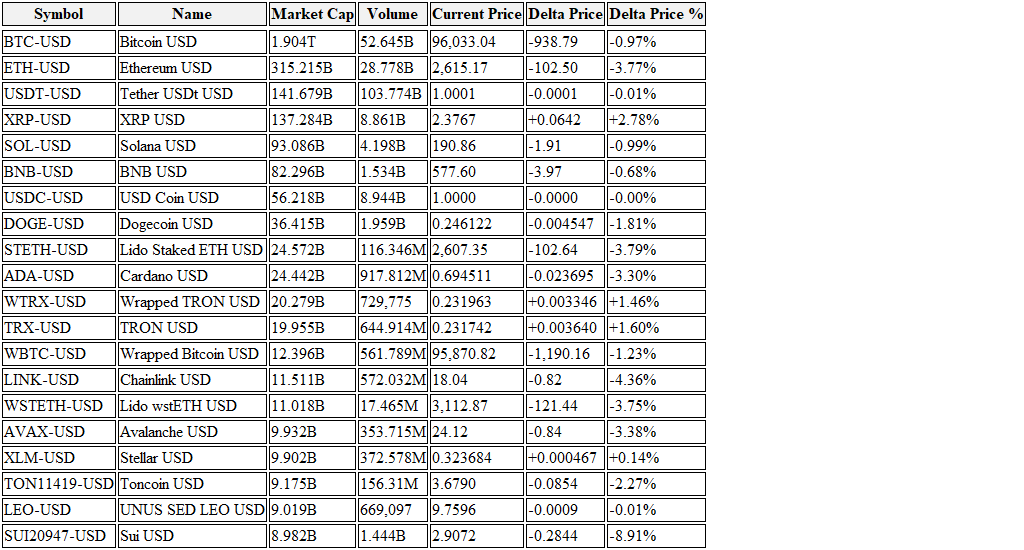 Symbol Name Market Cap Volume Current Price Delta Price Delta Price %
BTC-USD Bitcoin USD 1.904T 52.645B 96,033.04 -938.79 -0.97%
ETH-USD Ethereum USD 315.215B 28.778B 2,615.17 -102.50 -3.77%
USDT-USD Tether USDt USD 141.679B 103.774B 1.0001 -0.0001 -0.01%
XRP-USD XRP USD 137.284B 8.861B 2.3767 +0.0642 +2.78%
SOL-USD Solana USD 93.086B 4.198B 190.86 -1.91 -0.99%
BNB-USD BNB USD 82.296B 1.534B 577.60 -3.97 -0.68%
USDC-USD USD Coin USD 56.218B 8.944B 1.0000 -0.0000 -0.00%
DOGE-USD Dogecoin USD 36.415B 1.959B 0.246122 -0.004547 -1.81%
STETH-USD Lido Staked ETH USD 24.572B 116.346M 2,607.35 -102.64 -3.79%
ADA-USD Cardano USD 24.442B 917.812M 0.694511 -0.023695 -3.30%
WTRX-USD Wrapped TRON USD 20.279B 729,775 0.231963 +0.003346 +1.46%
TRX-USD TRON USD 19.955B 644.914M 0.231742 +0.003640 +1.60%
WBTC-USD Wrapped Bitcoin USD 12.396B 561.789M 95,870.82 -1,190.16 -1.23%
LINK-USD Chainlink USD 11.511B 572.032M 18.04 -0.82 -4.36%
WSTETH-USD Lido wstETH USD 11.018B 17.465M 3,112.87 -121.44 -3.75%
AVAX-USD Avalanche USD 9.932B 353.715M 24.12 -0.84 -3.38%
XLM-USD Stellar USD 9.902B 372.578M 0.323684 +0.000467 +0.14%
TON11419-USD Toncoin USD 9.175B 156.31M 3.6790 -0.0854 -2.27%
LEO-USD UNUS SED LEO USD 9.019B 669,097 9.7596 -0.0009 -0.01%
SUI20947-USD Sui USD 8.982B 1.444B 2.9072 -0.2844 -8.91%